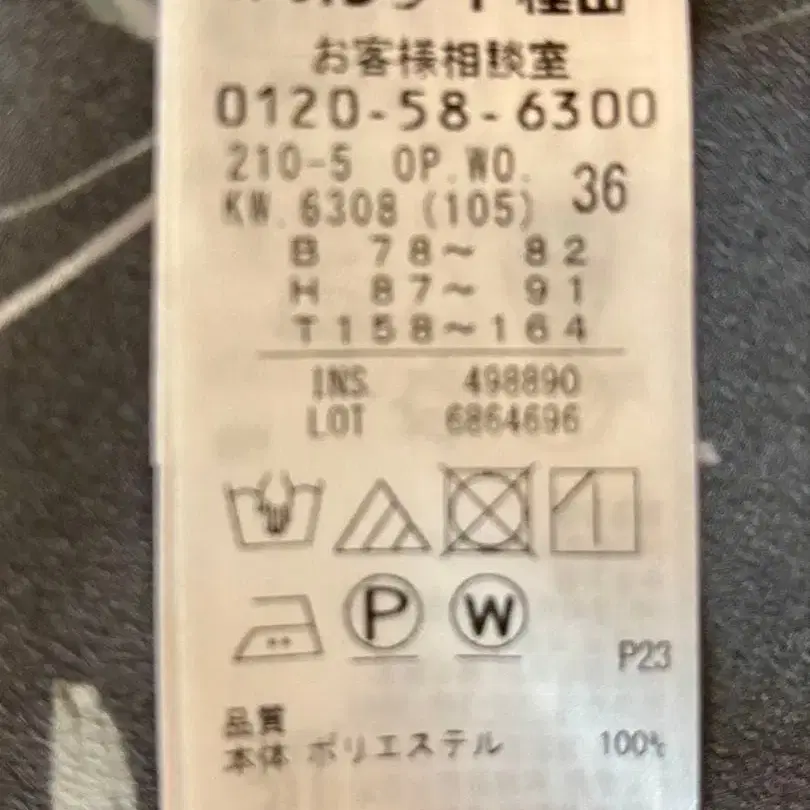 お客様相談室
0120-58-6300
210-5 OP.WO. 36
KW.6308 (105)
B 78～ 82
H 87～ 91
T158～164
INS. 498890
LOT 6864696
P
W
P23
品質
本体 ポリエステル 100%